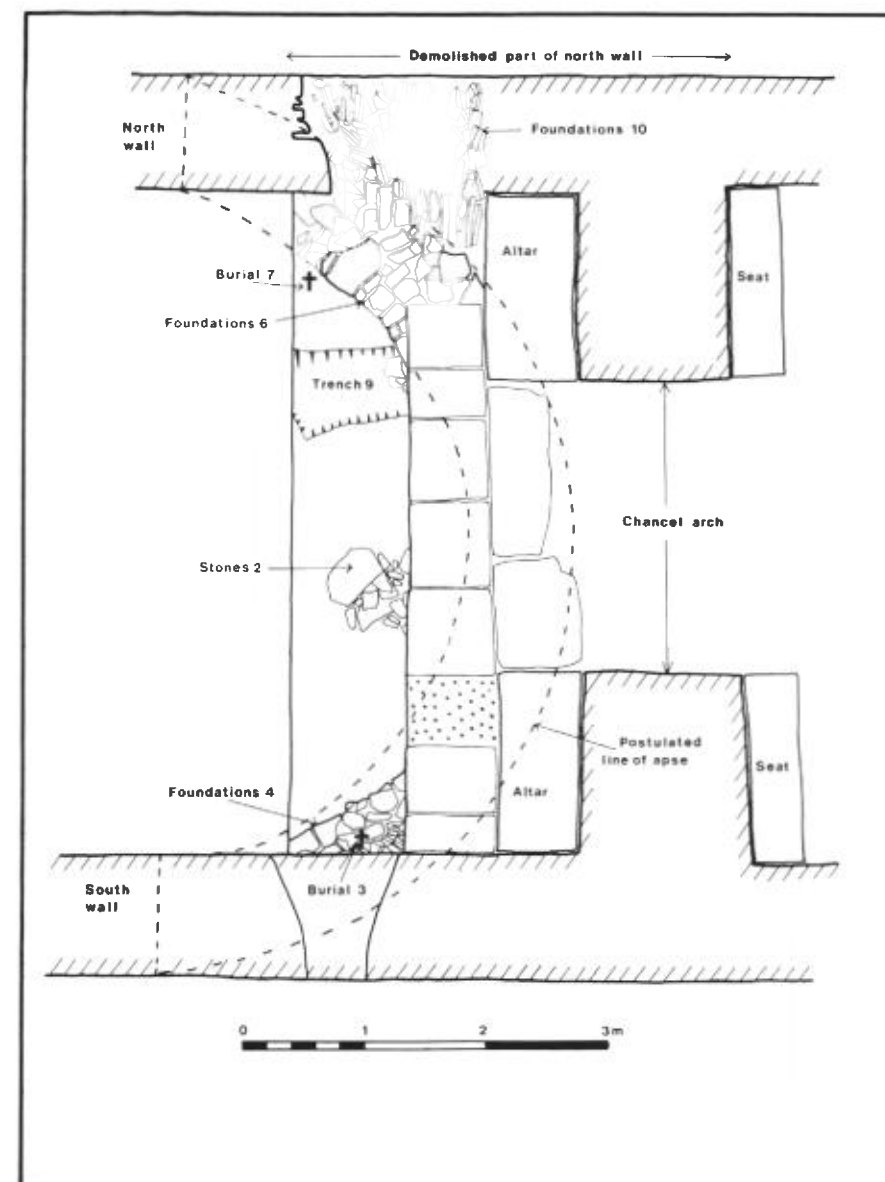 Demolished part of north wall
North
wall
Foundations 10
Altar
Seat
Burial 7
Foundations 6
Trench 9
Chancel arch
Stones 2
Postulated
line of apse
Foundations 4
Altar
Seat
Burial 3
South
wall
0 1 2 3m